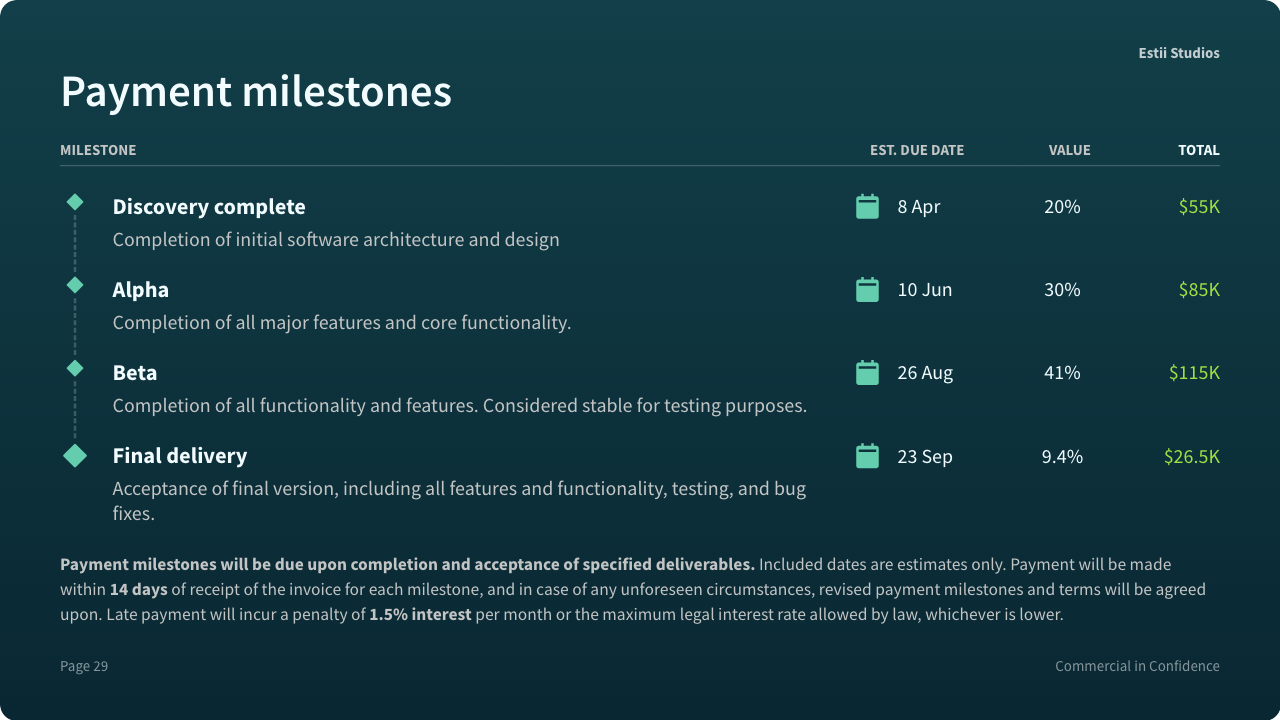 Estii Studios
Payment milestones
MILESTONE EST. DUE DATE VALUE TOTAL
Discovery complete 8 Apr 20% $55K
Completion of initial software architecture and design
Alpha 10 Jun 30% $85K
Completion of all major features and core functionality.
Beta 26 Aug 41% $115K
Completion of all functionality and features. Considered stable for testing purposes.
Final delivery 23 Sep 9.4% $26.5K
Acceptance of final version, including all features and functionality, testing, and bug
fixes.
Payment milestones will be due upon completion and acceptance of specified deliverables. Included dates are estimates only. Payment will be made
within 14 days of receipt of the invoice for each milestone, and in case of any unforeseen circumstances, revised payment milestones and terms will be agreed
upon. Late payment will incur a penalty of 1.5% interest per month or the maximum legal interest rate allowed by law, whichever is lower.
Page 29 Commercial in Confidence